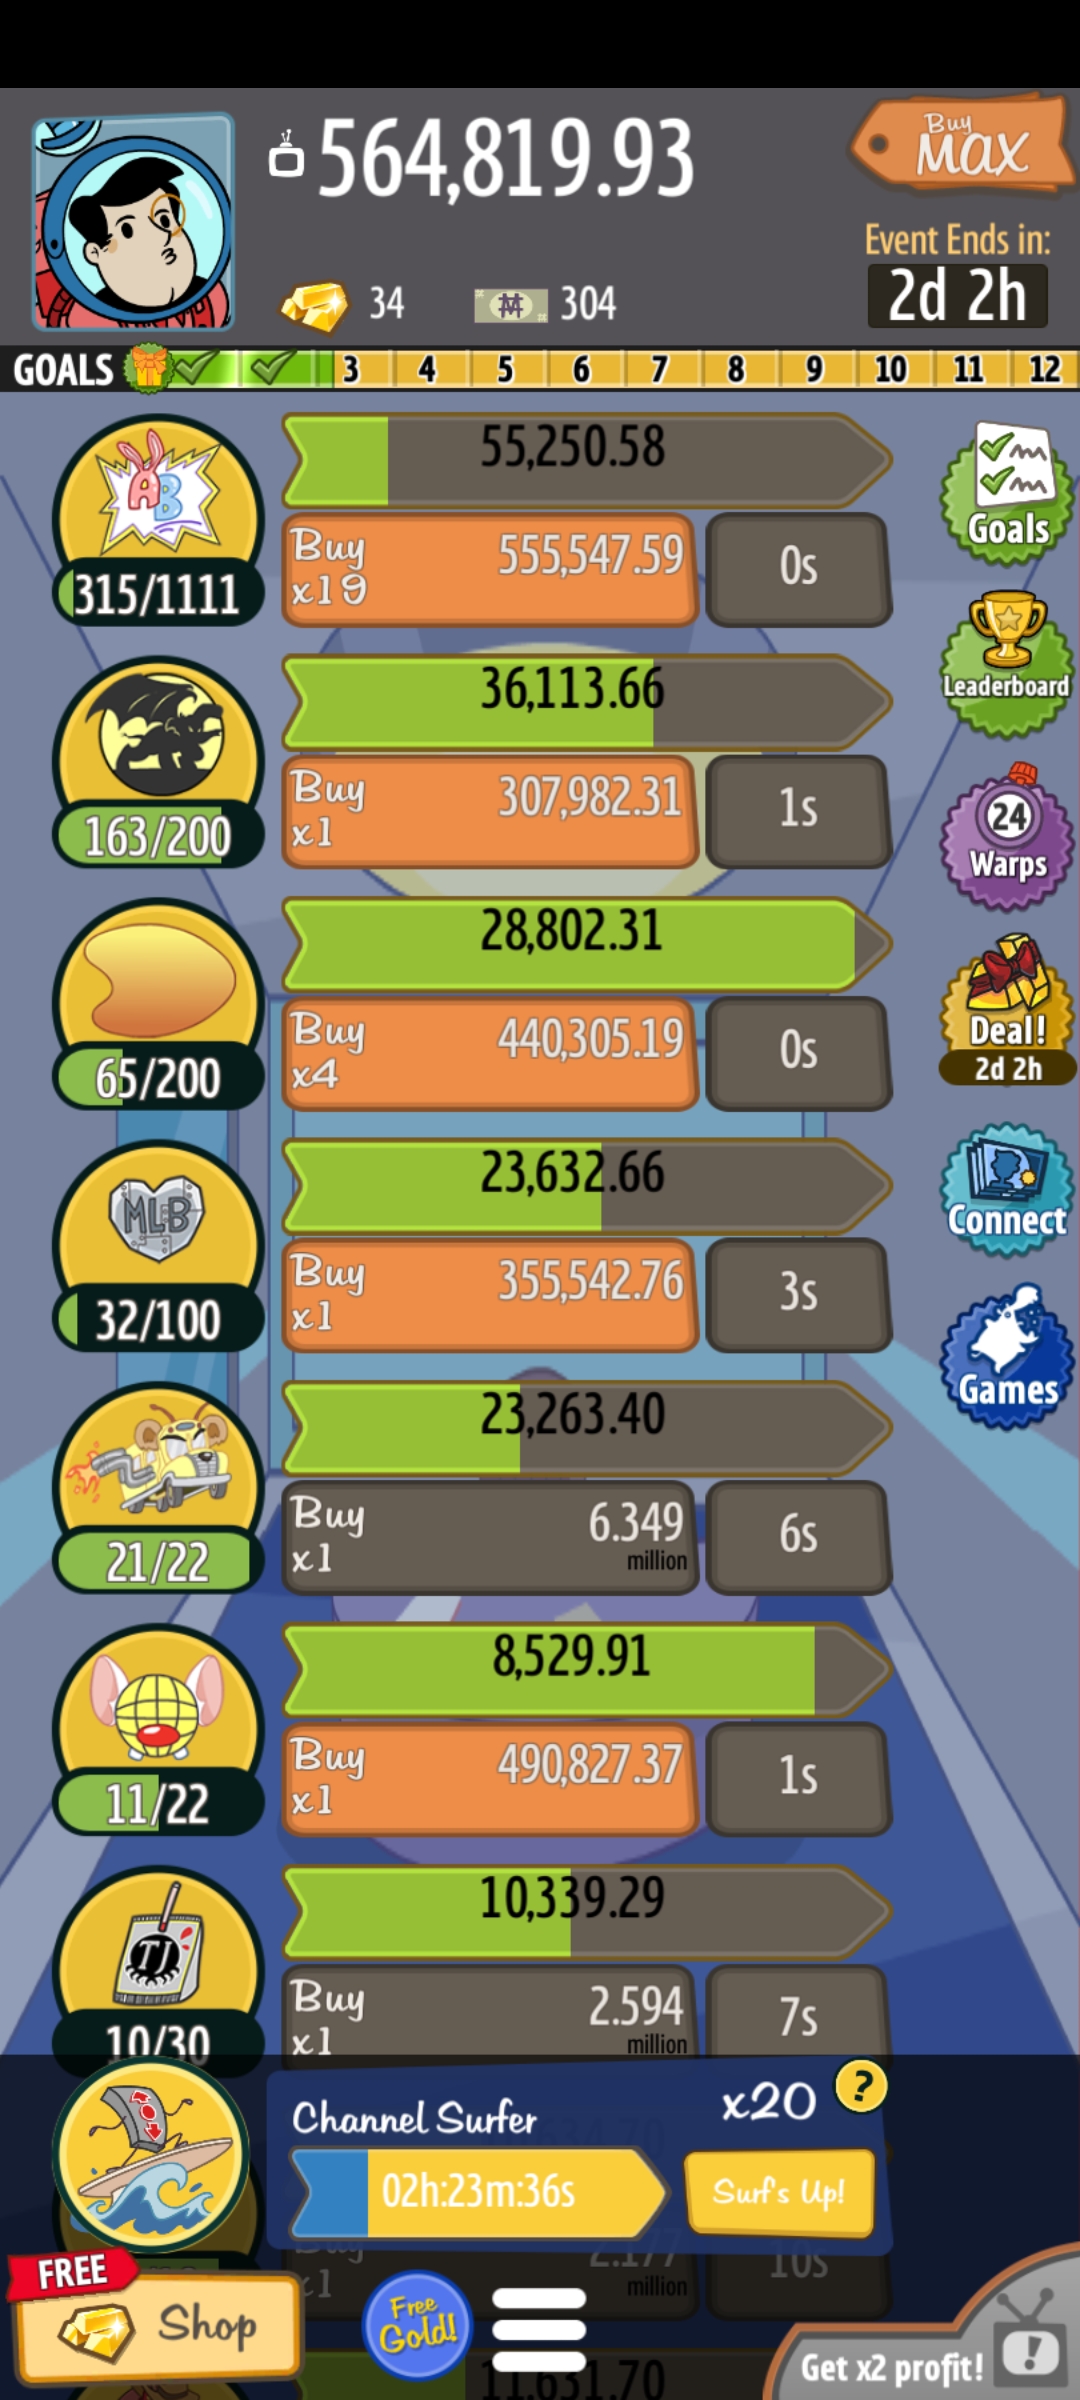 564,819.93
Buy
MAX
Event Ends in:
2d 2h
34
304
GOALS 3 4 5 6 7 8 9 10 11 12
AB
55,250.58
Buy 555,547.59
x19
0s
315/1111
Goals
36,113.66
Buy 307,982.31
x1
1s
163/200
Leaderboard
24
Warps
28,802.31
Buy 440,305.19
x4
0s
65/200
Deal!
2d 2h
MLB
23,632.66
Buy 355,542.76
x1
3s
32/100
Connect
23,263.40
Buy 6.349
x1 million
6s
21/22
Games
8,529.91
Buy 490,827.37
x1
1s
11/22
TJ
10,339.29
Buy 2.594
x1 million
7s
10/30
Channel Surfer x20 ?
02h:23m:36s
Surf's Up!
Buy 2.177
x1 million
10s
FREE
Shop
Free
Gold!
11,631.70
Get x2 profit!